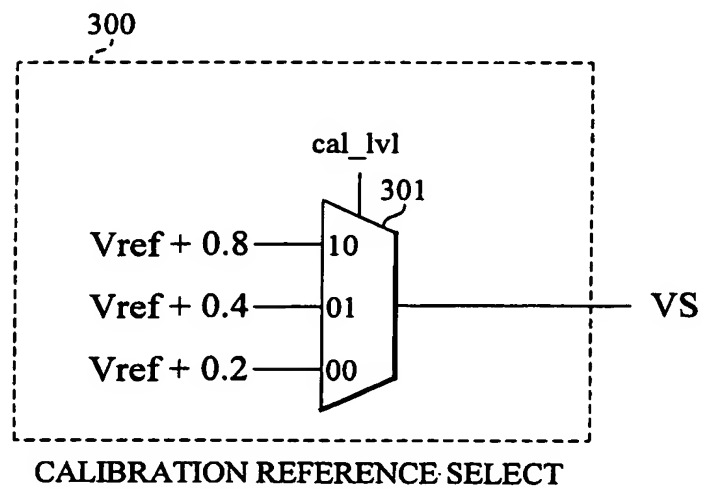 300
cal_lvl
301
Vref + 0.8 10
Vref + 0.4 01
VS
Vref + 0.2 00
CALIBRATION REFERENCE SELECT